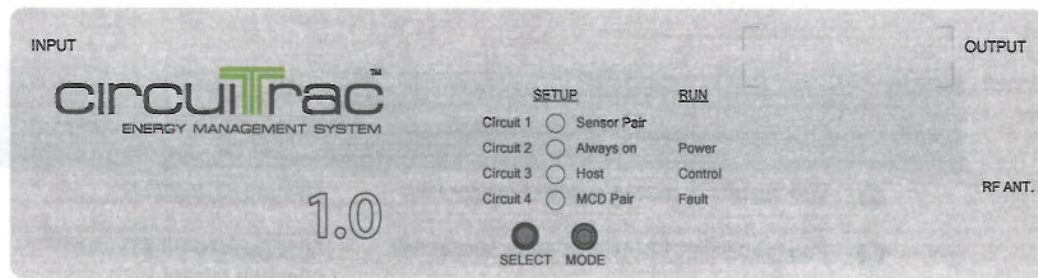 INPUT
OUTPUT
circuiTrac™
ENERGY MANAGEMENT SYSTEM
SETUP RUN
Circuit 1 Sensor Pair
Circuit 2 Always on Power
Circuit 3 Host Control
Circuit 4 MCD Pair Fault
RF ANT.
1.0
SELECT MODE